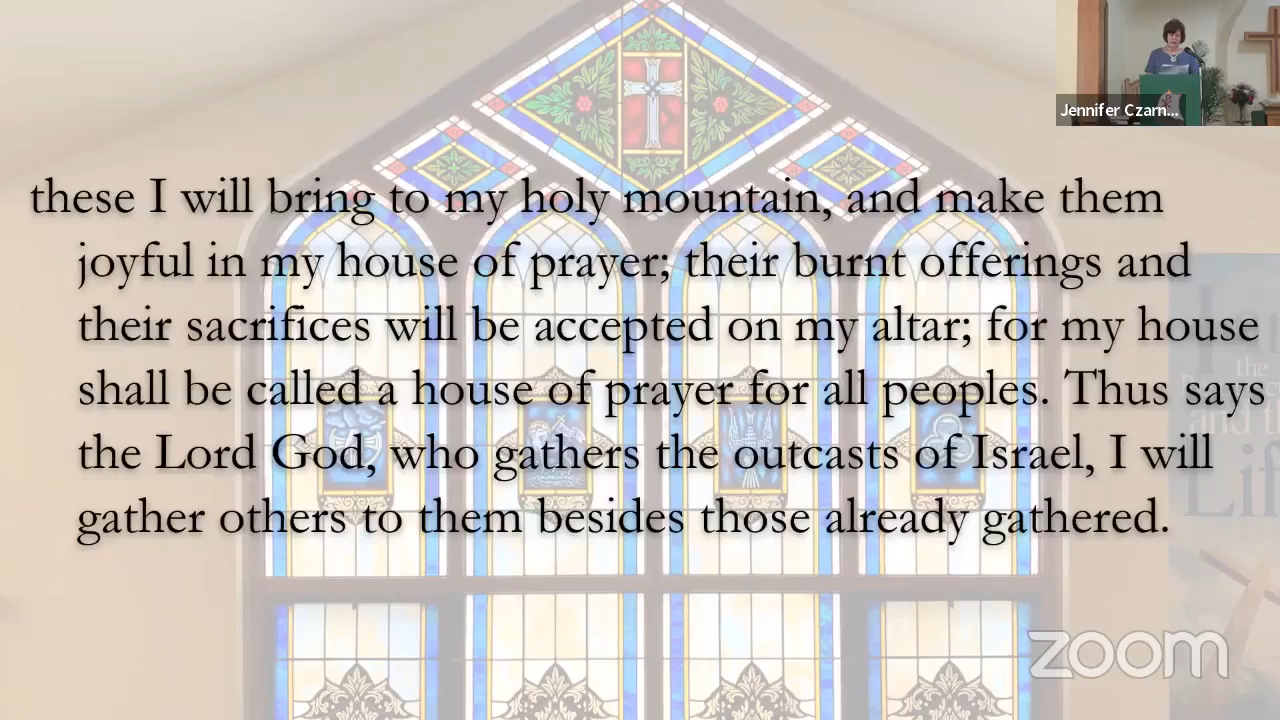 Jennifer Czarn...
these I will bring to my holy mountain, and make them
joyful in my house of prayer; their burnt offerings and
their sacrifices will be accepted on my altar; for my house
shall be called a house of prayer for all peoples. Thus says
the Lord God, who gathers the outcasts of Israel, I will
gather others to them besides those already gathered.
the
and th
zoom